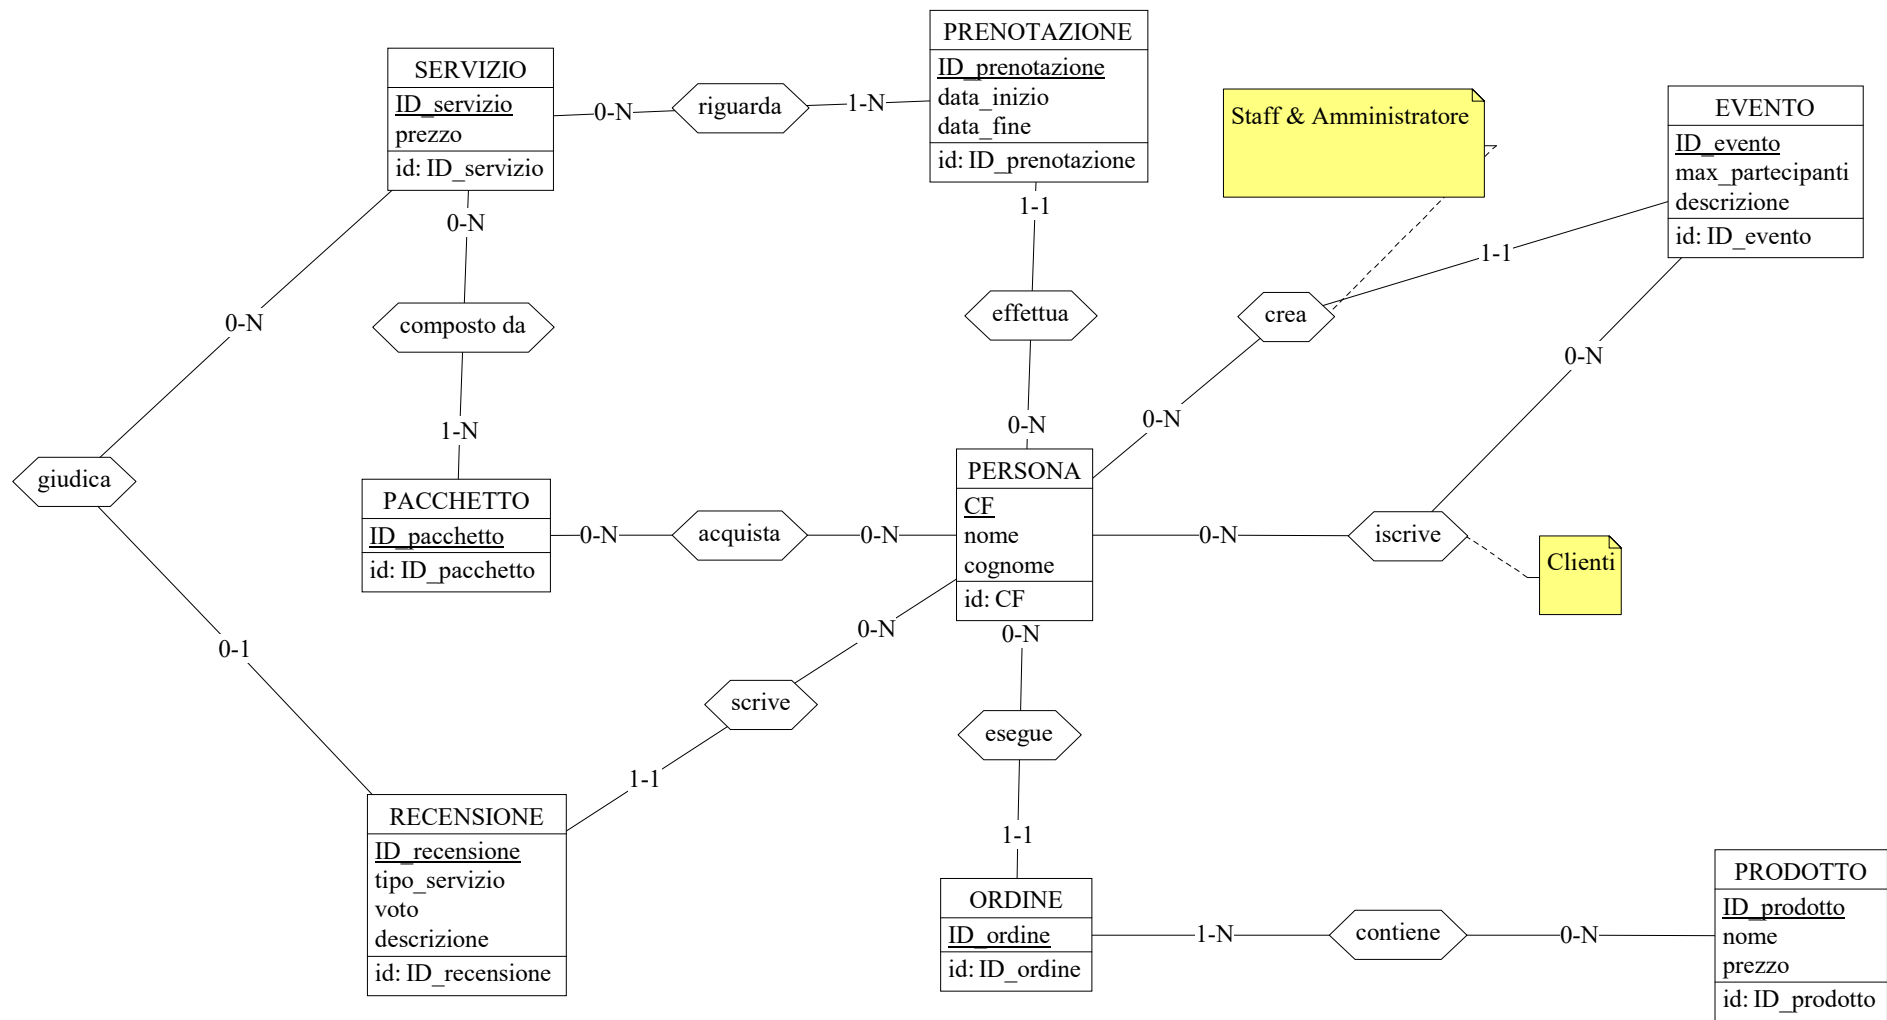 PRENOTAZIONE
ID_prenotazione
data_inizio
data_fine
id: ID_prenotazione
SERVIZIO
ID_servizio
prezzo
id: ID_servizio
0-N
riguarda
1-N
Staff & Amministratore
EVENTO
ID_evento
max_partecipanti
descrizione
id: ID_evento
0-N
1-1
1-1
0-N
composto da
effettua
crea
0-N
1-N
0-N
0-N
giudica
PACCHETTO
ID_pacchetto
id: ID_pacchetto
0-N
acquista
0-N
PERSONA
CF
nome
cognome
id: CF
0-N
iscrive
Clienti
0-1
0-N
0-N
scrive
esegue
1-1
1-1
RECENSIONE
ID_recensione
tipo_servizio
voto
descrizione
id: ID_recensione
ORDINE
ID_ordine
id: ID_ordine
1-N
contiene
0-N
PRODOTTO
ID_prodotto
nome
prezzo
id: ID_prodotto